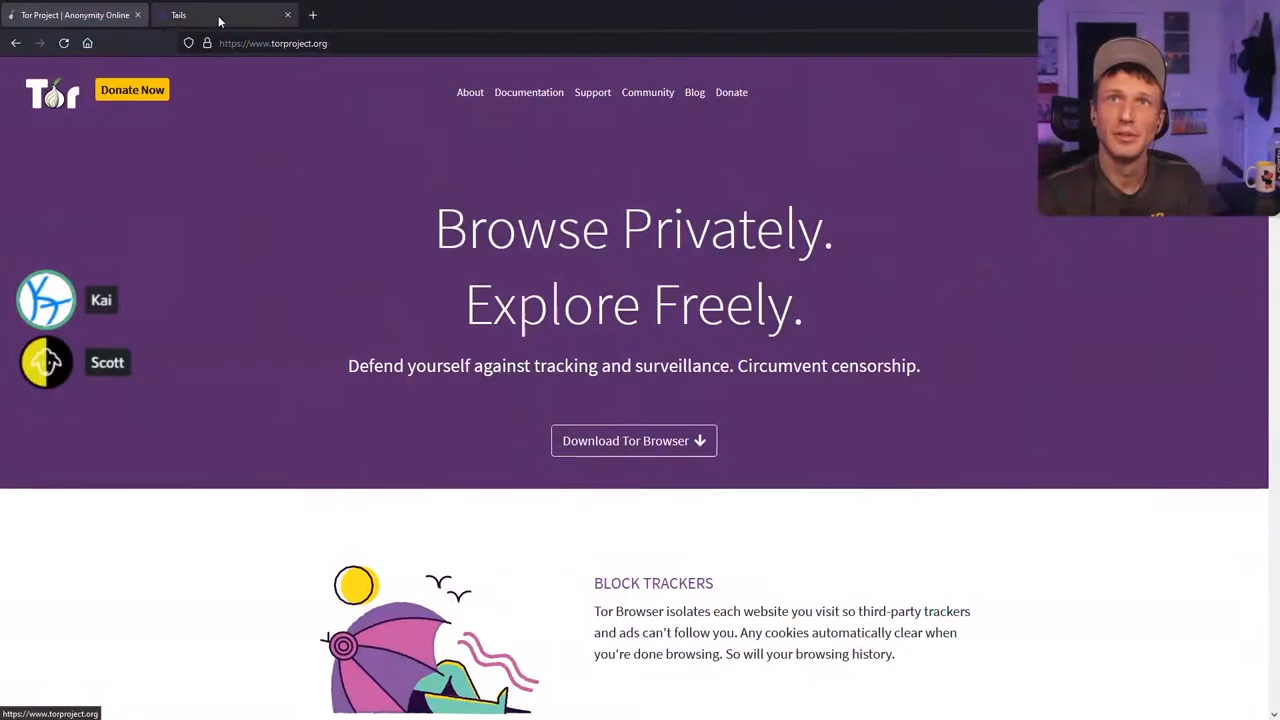 Tor Project | Anonymity Online
Tails
https://www.torproject.org
Tor
Donate Now
About
Documentation
Support
Community
Blog
Donate
Browse Privately.
Explore Freely.
Defend yourself against tracking and surveillance. Circumvent censorship.
Download Tor Browser
Kai
Scott
BLOCK TRACKERS
Tor Browser isolates each website you visit so third-party trackers
and ads can't follow you. Any cookies automatically clear when
you're done browsing. So will your browsing history.
https://www.torproject.org